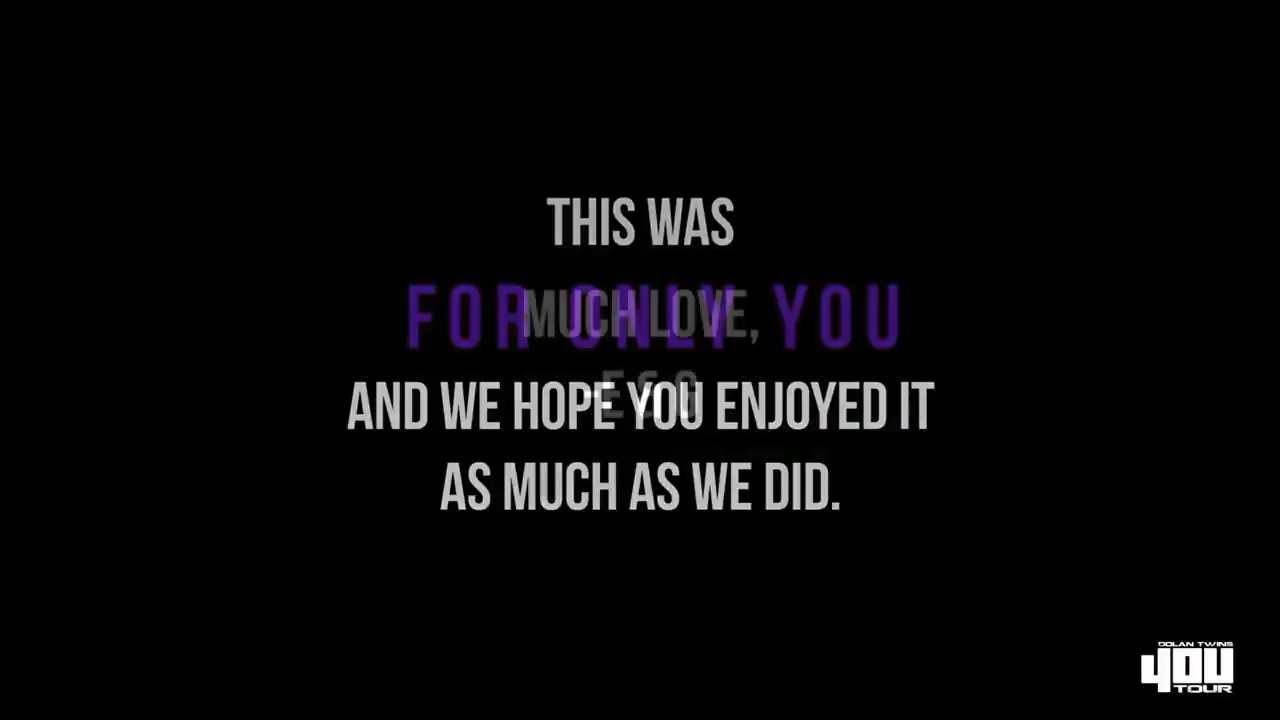 THIS WAS
FOR ONLY YOU
MUCH LOVE,
-E & G
AND WE HOPE YOU ENJOYED IT
AS MUCH AS WE DID.
DOLAN TWINS
4OU
TOUR